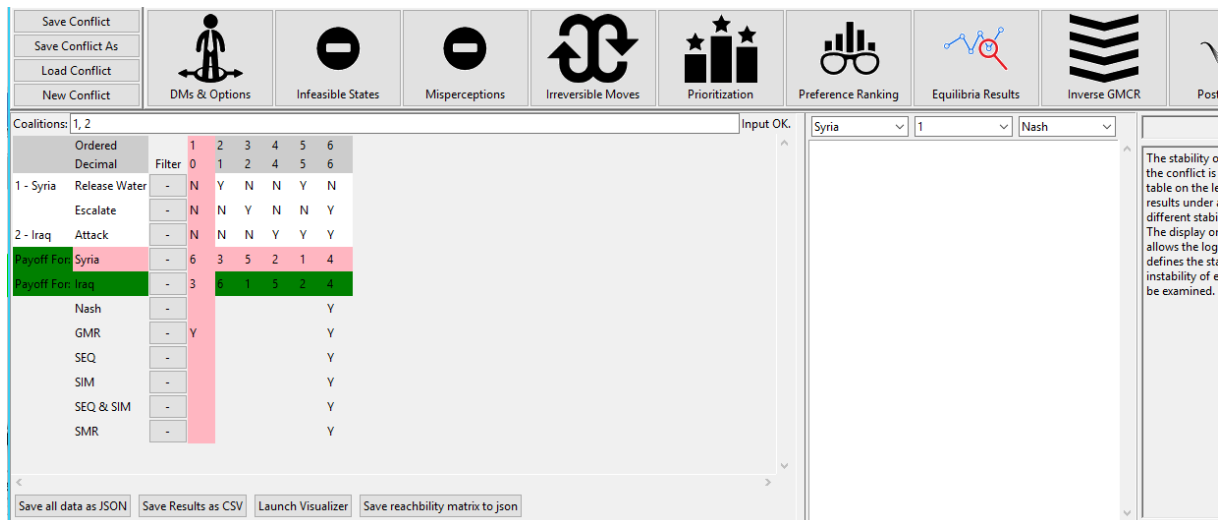 Save Conflict
Save Conflict As
Load Conflict
New Conflict
DMs & Options Infeasible States Misperceptions Irreversible Moves Prioritization Preference Ranking Equilibria Results Inverse GMCR Post
Coalitions: 1, 2 Input OK.
Syria 1 Nash
Ordered 1 2 3 4 5 6
Decimal Filter 0 1 2 4 5 6
1 - Syria Release Water - N Y N N Y N
Escalate - N N Y N N Y
2 - Iraq Attack - N N N Y Y Y
Payoff For: Syria - 6 3 5 2 1 4
Payoff For: Iraq - 3 6 1 5 2 4
Nash - Y
GMR - Y Y
SEQ - Y
SIM - Y
SEQ & SIM - Y
SMR - Y
The stability o
the conflict is
table on the le
results under a
different stabi
The display on
allows the log
defines the sta
instability of e
be examined.
Save all data as JSON Save Results as CSV Launch Visualizer Save reachbility matrix to json